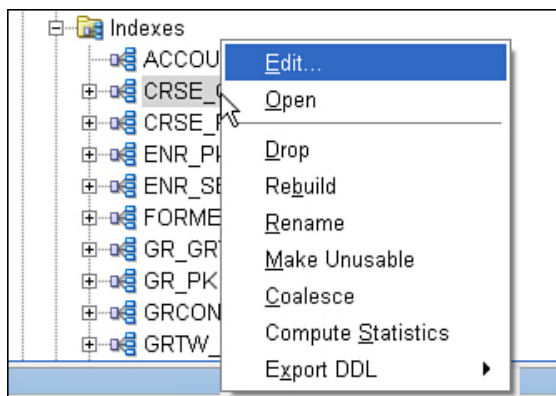 Indexes
ACCOU
CRSE_
CRSE_
ENR_P
ENR_S
FORME
GR_GR
GR_PK
GRCON
GRTW_
Edit...
Open
Drop
Rebuild
Rename
Make Unusable
Coalesce
Compute Statistics
Export DDL